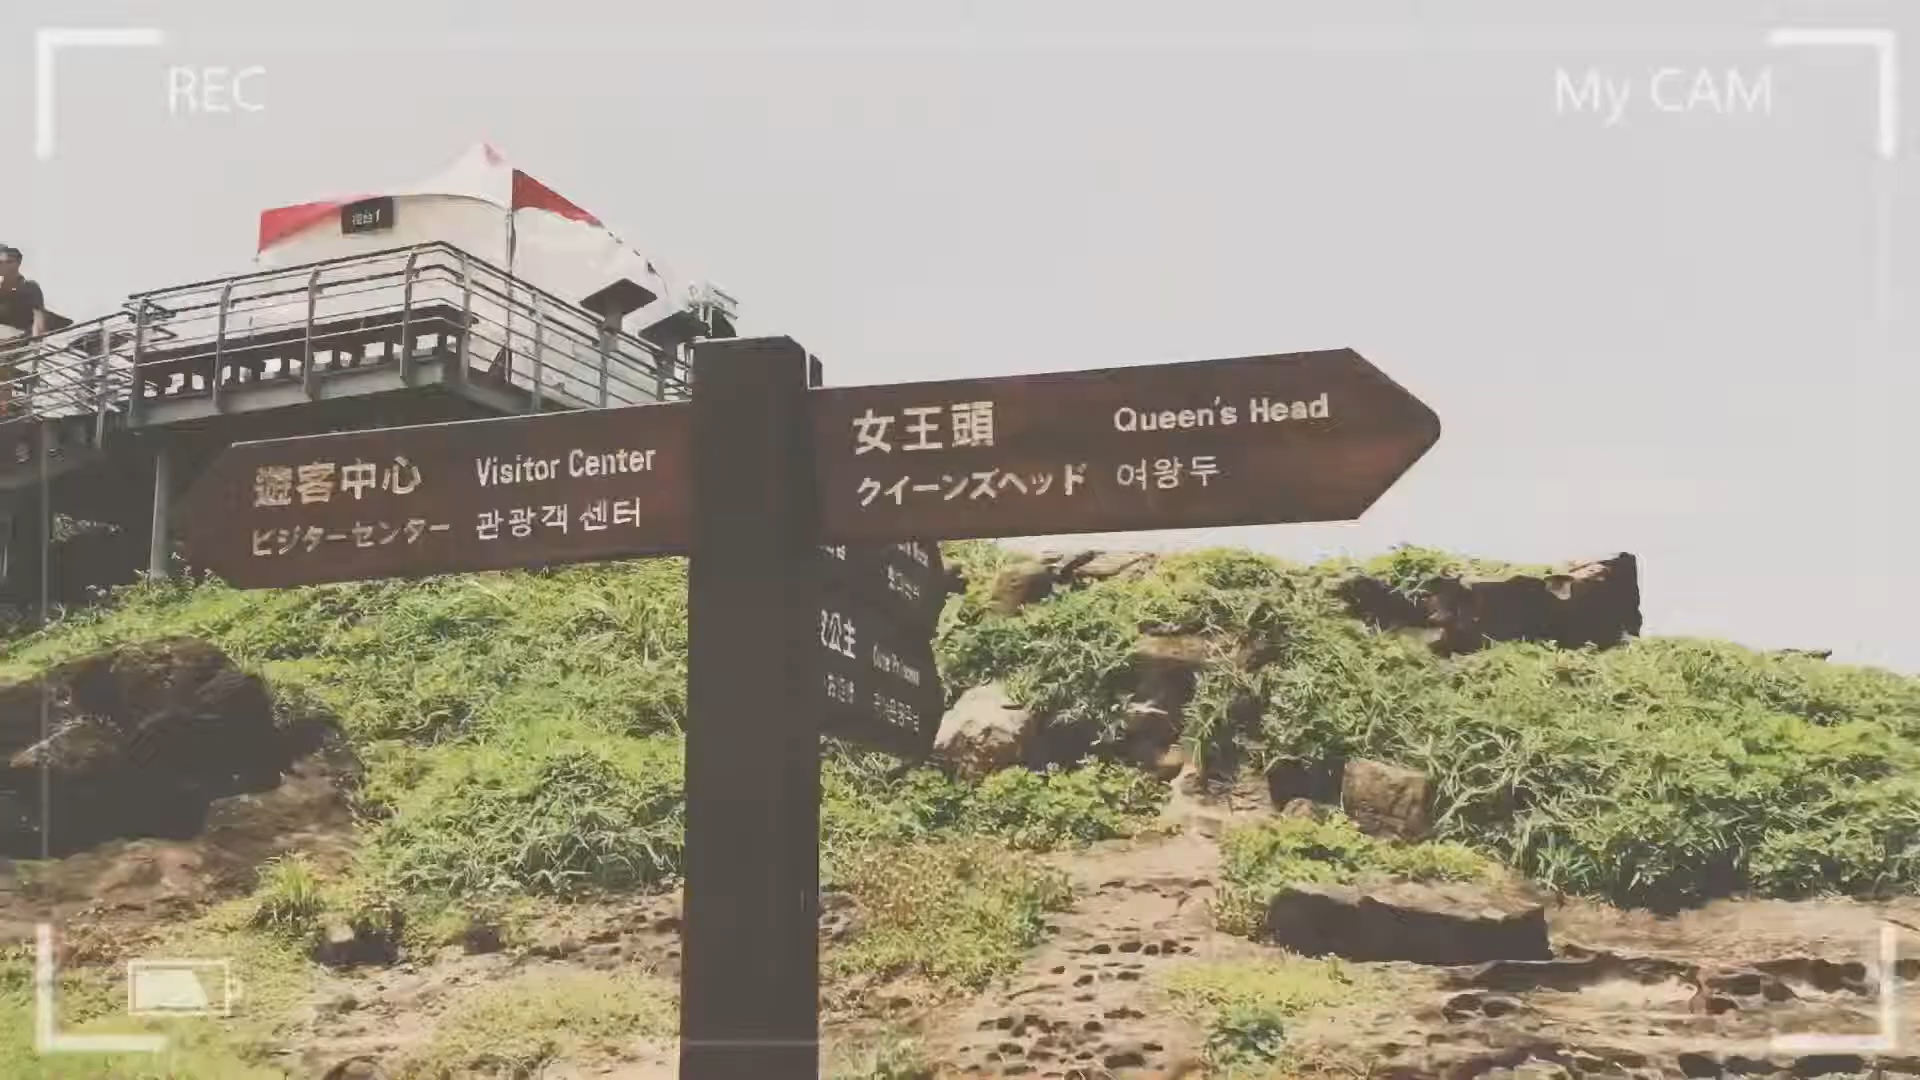 REC
My CAM
女王頭
Queen's Head
クイーンズヘッド
여왕두
遊客中心
Visitor Center
ビジターセンター
관광객 센터
公主